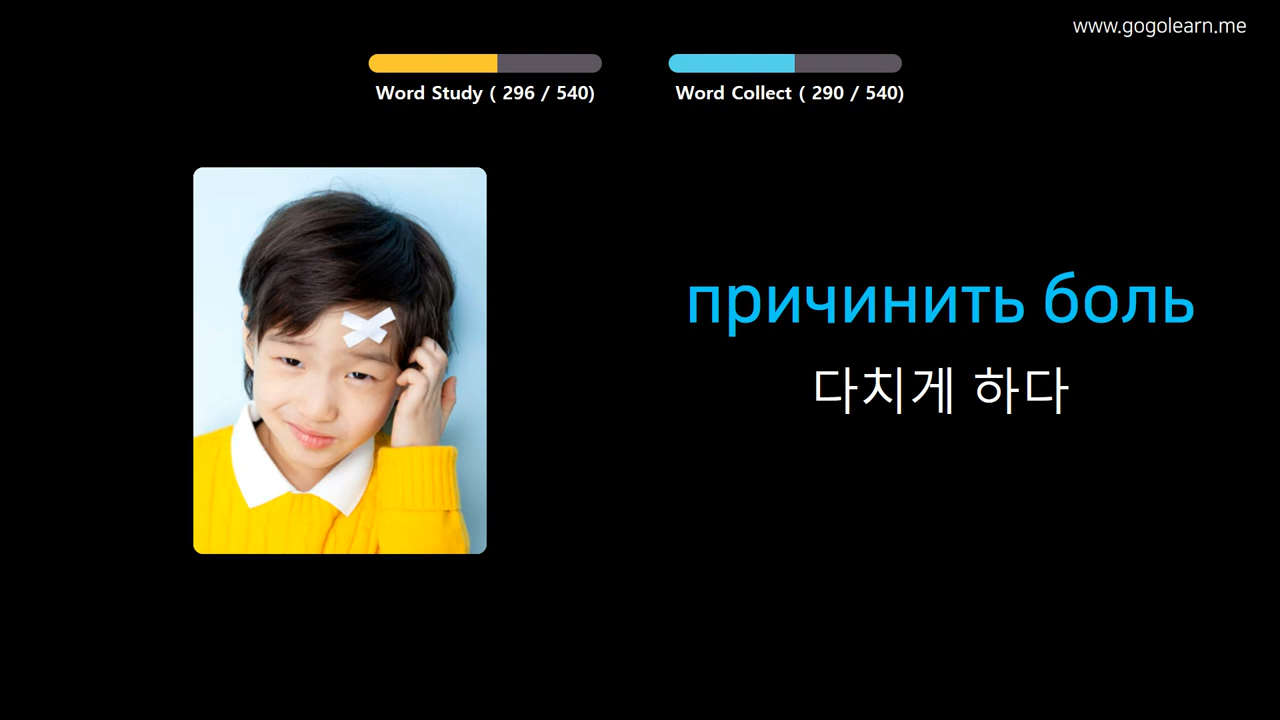 www.gogolearn.me
Word Study ( 296 / 540)
Word Collect ( 290 / 540)
причинить боль
다치게 하다